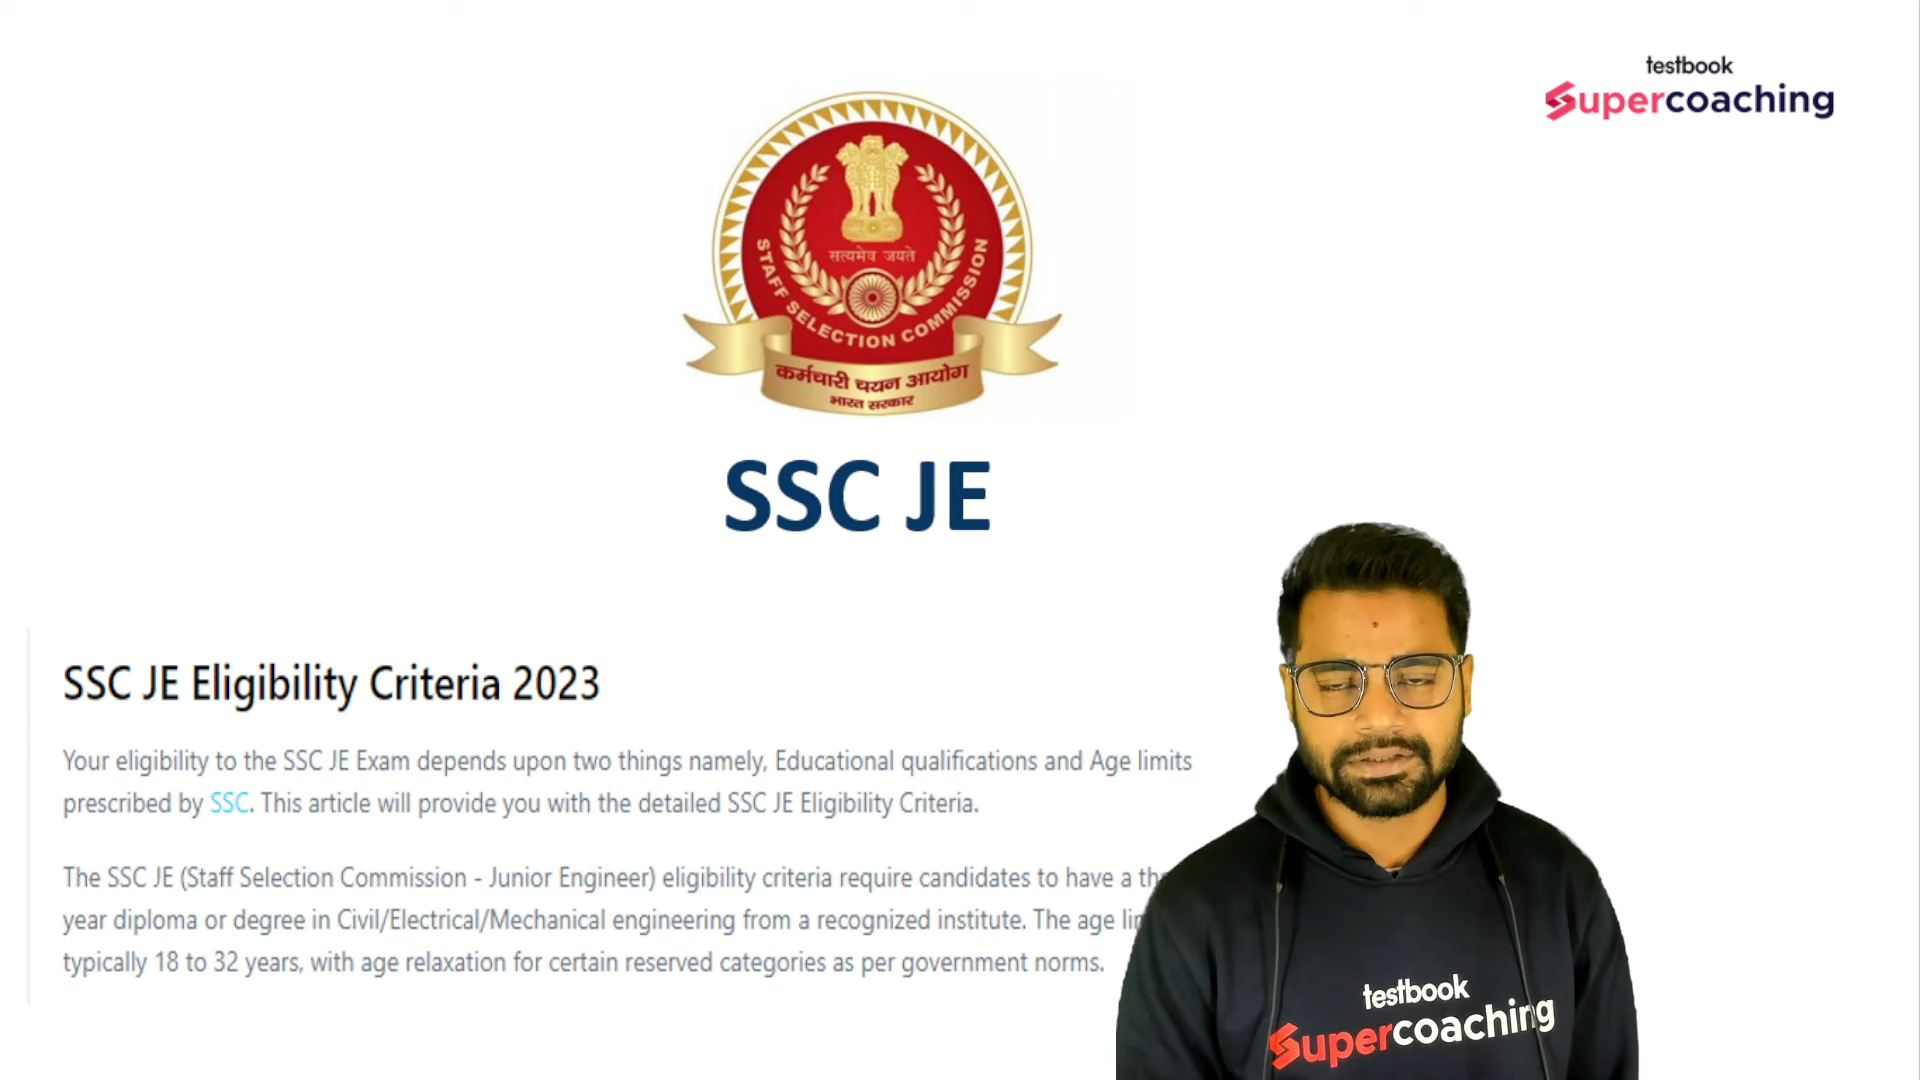 testbook
Supercoaching
सत्यमेव जयते
STAFF SELECTION COMMISSION
कर्मचारी चयन आयोग
भारत सरकार
SSC JE
SSC JE Eligibility Criteria 2023
Your eligibility to the SSC JE Exam depends upon two things namely, Educational qualifications and Age limits
prescribed by SSC. This article will provide you with the detailed SSC JE Eligibility Criteria.
The SSC JE (Staff Selection Commission - Junior Engineer) eligibility criteria require candidates to have a
year diploma or degree in Civil/Electrical/Mechanical engineering from a recognized institute. The age
typically 18 to 32 years, with age relaxation for certain reserved categories as per government norms.
testbook
Supercoaching